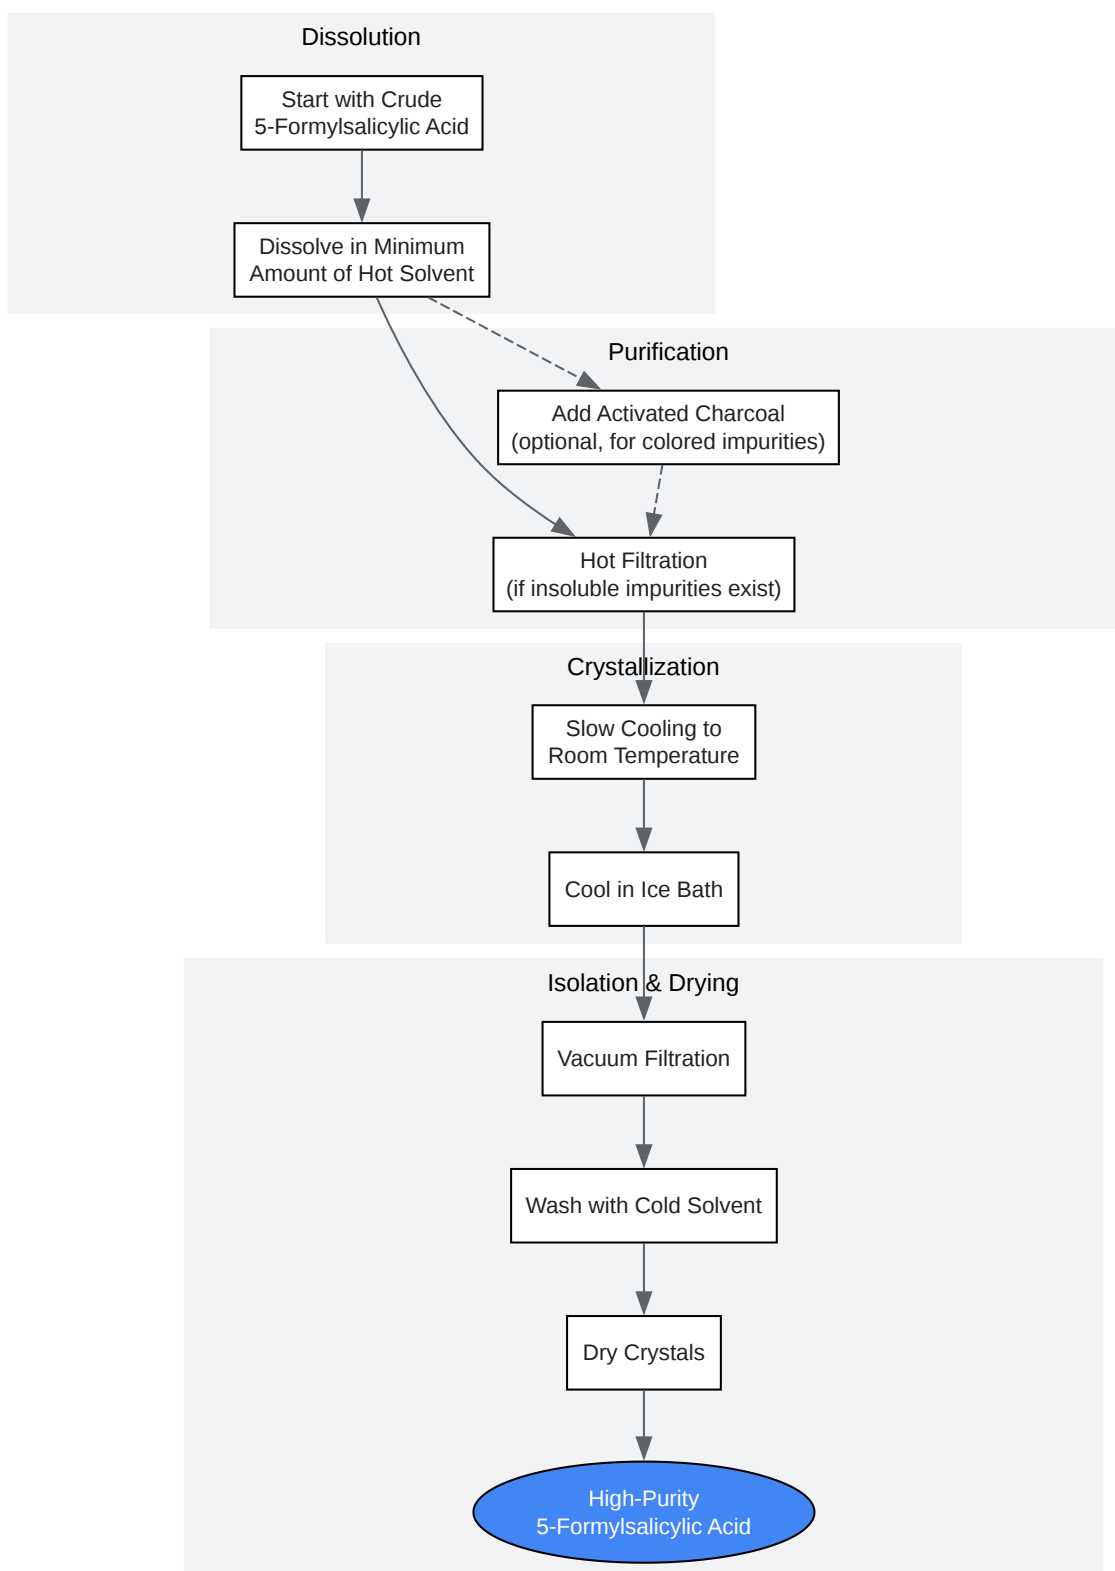 Dissolution
Start with Crude
5-Formylsalicylic Acid
Dissolve in Minimum
Amount of Hot Solvent
Purification
Add Activated Charcoal
(optional, for colored impurities)
Hot Filtration
(if insoluble impurities exist)
Crystallization
Slow Cooling to
Room Temperature
Cool in Ice Bath
Isolation & Drying
Vacuum Filtration
Wash with Cold Solvent
Dry Crystals
High-Purity
5-Formylsalicylic Acid